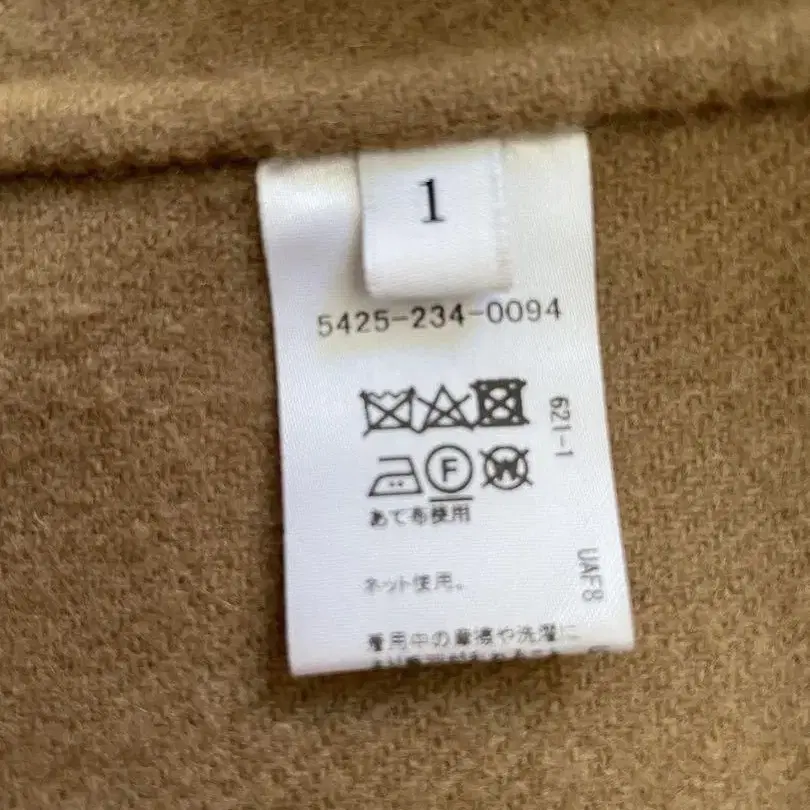 1
5425-234-0094
621-1
F
W
あて布使用
ネット使用。
UAF8
着用中の摩擦や洗濯に